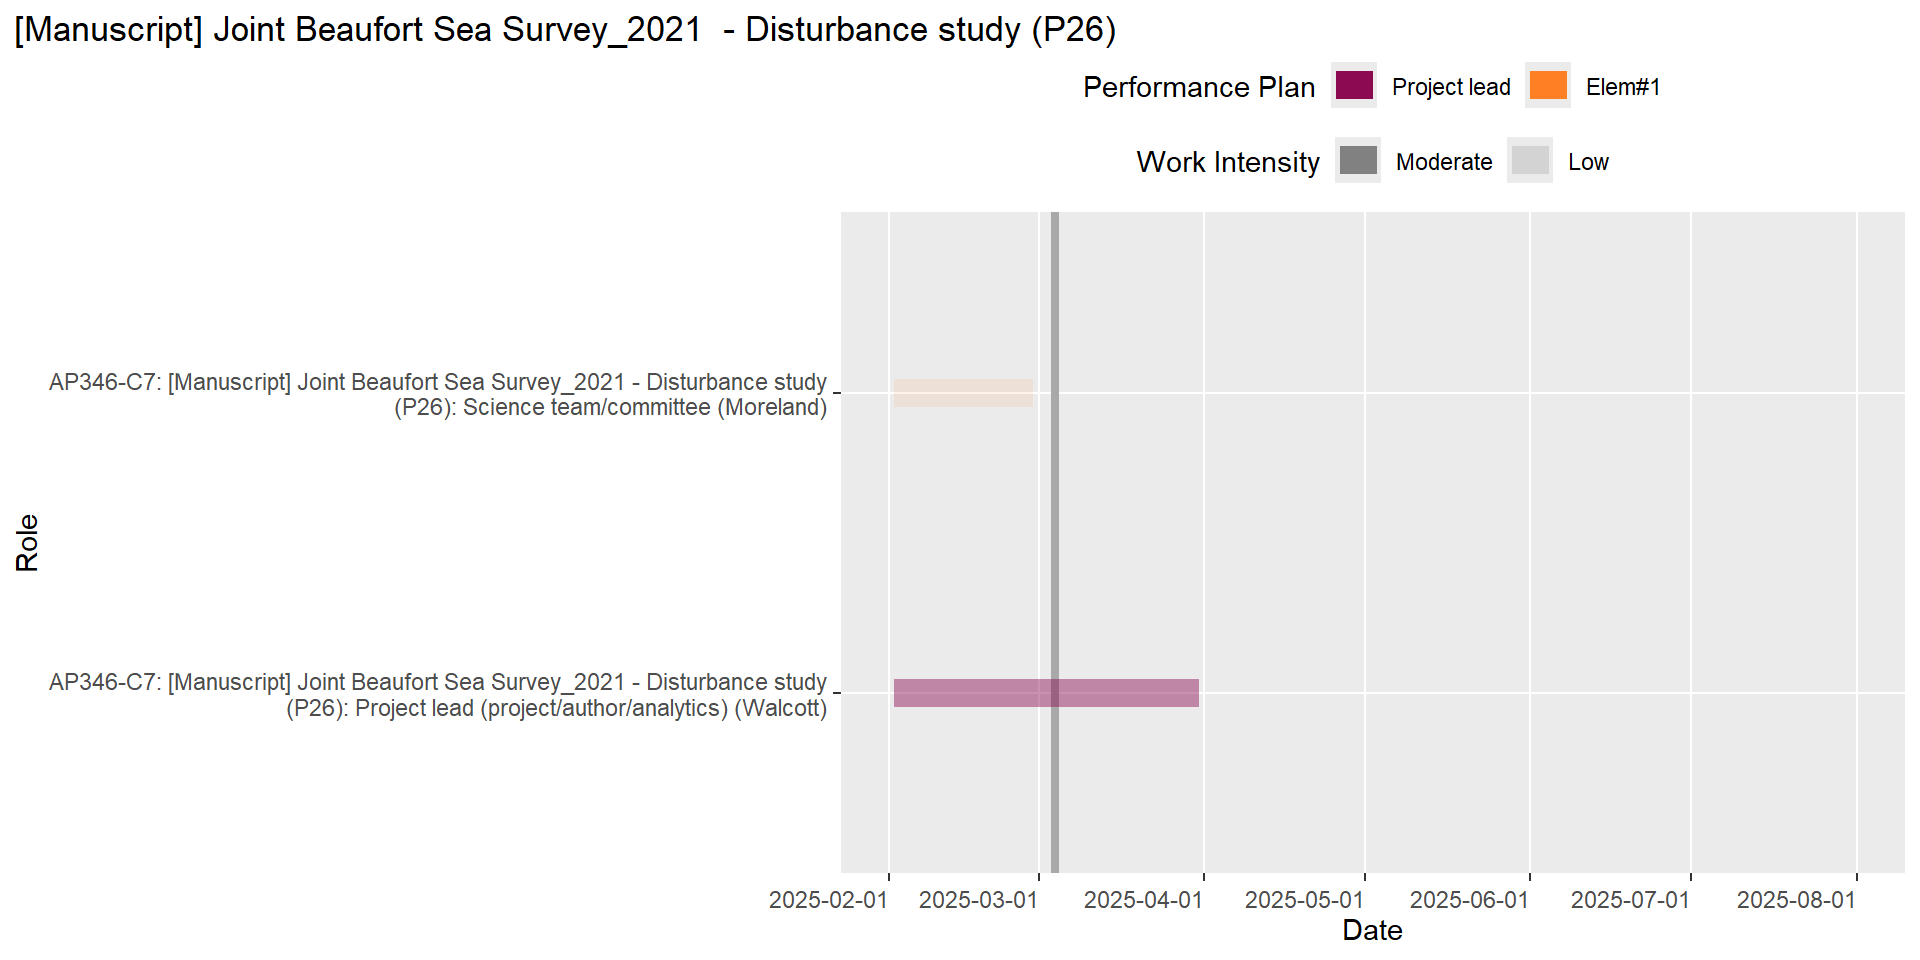 [Manuscript] Joint Beaufort Sea Survey_2021  - Disturbance study (P26)
Performance Plan Project lead Elem#1
Work Intensity Moderate Low
AP346-C7: [Manuscript] Joint Beaufort Sea Survey_2021 - Disturbance study
(P26): Science team/committee (Moreland)
Role
AP346-C7: [Manuscript] Joint Beaufort Sea Survey_2021 - Disturbance study
(P26): Project lead (project/author/analytics) (Walcott)
2025-02-01 2025-03-01 2025-04-01 2025-05-01 2025-06-01 2025-07-01 2025-08-01
Date